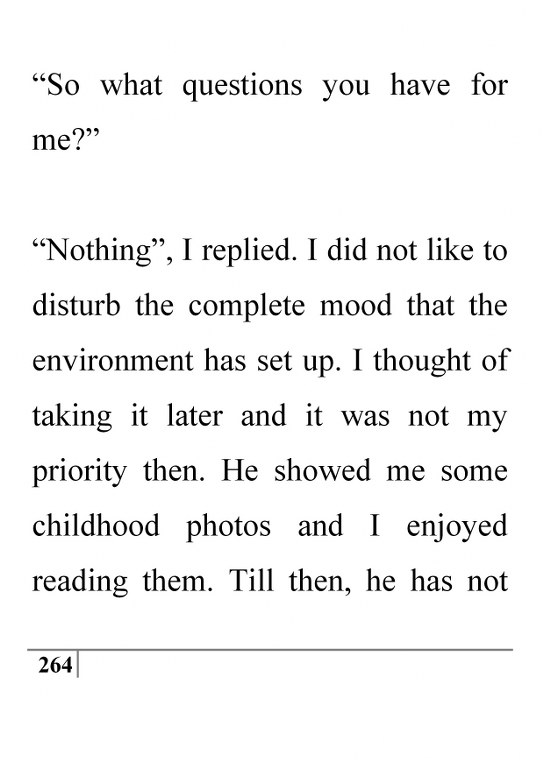 “So what questions you have for
me?”
“Nothing”, I replied. I did not like to
disturb the complete mood that the
environment has set up. I thought of
taking it later and it was not my
priority then. He showed me some
childhood photos and I enjoyed
reading them. Till then, he has not
264